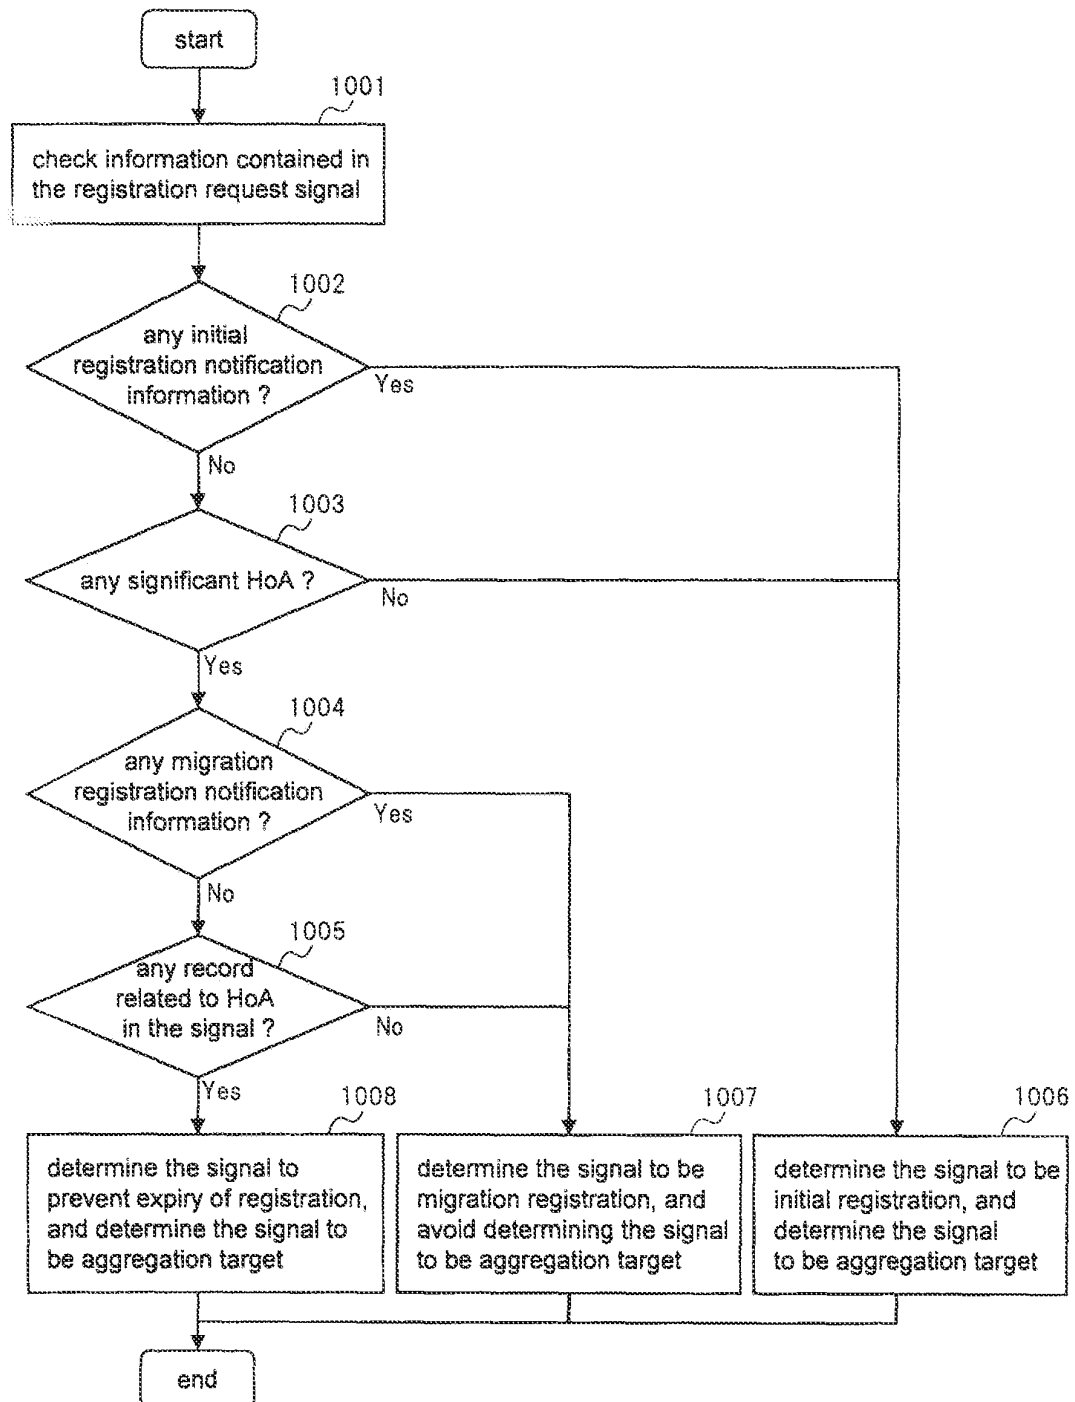 start
1001
check information contained in
the registration request signal
1002
any initial
registration notification
information ?
Yes
No
1003
any significant HoA ?
No
Yes
1004
any migration
registration notification
information ?
Yes
No
1005
any record
related to HoA
in the signal ?
No
Yes
1008
determine the signal to
prevent expiry of registration,
and determine the signal to
be aggregation target
1007
determine the signal to be
migration registration, and
avoid determining the signal
to be aggregation target
1006
determine the signal to be
initial registration, and
determine the signal
to be aggregation target
end